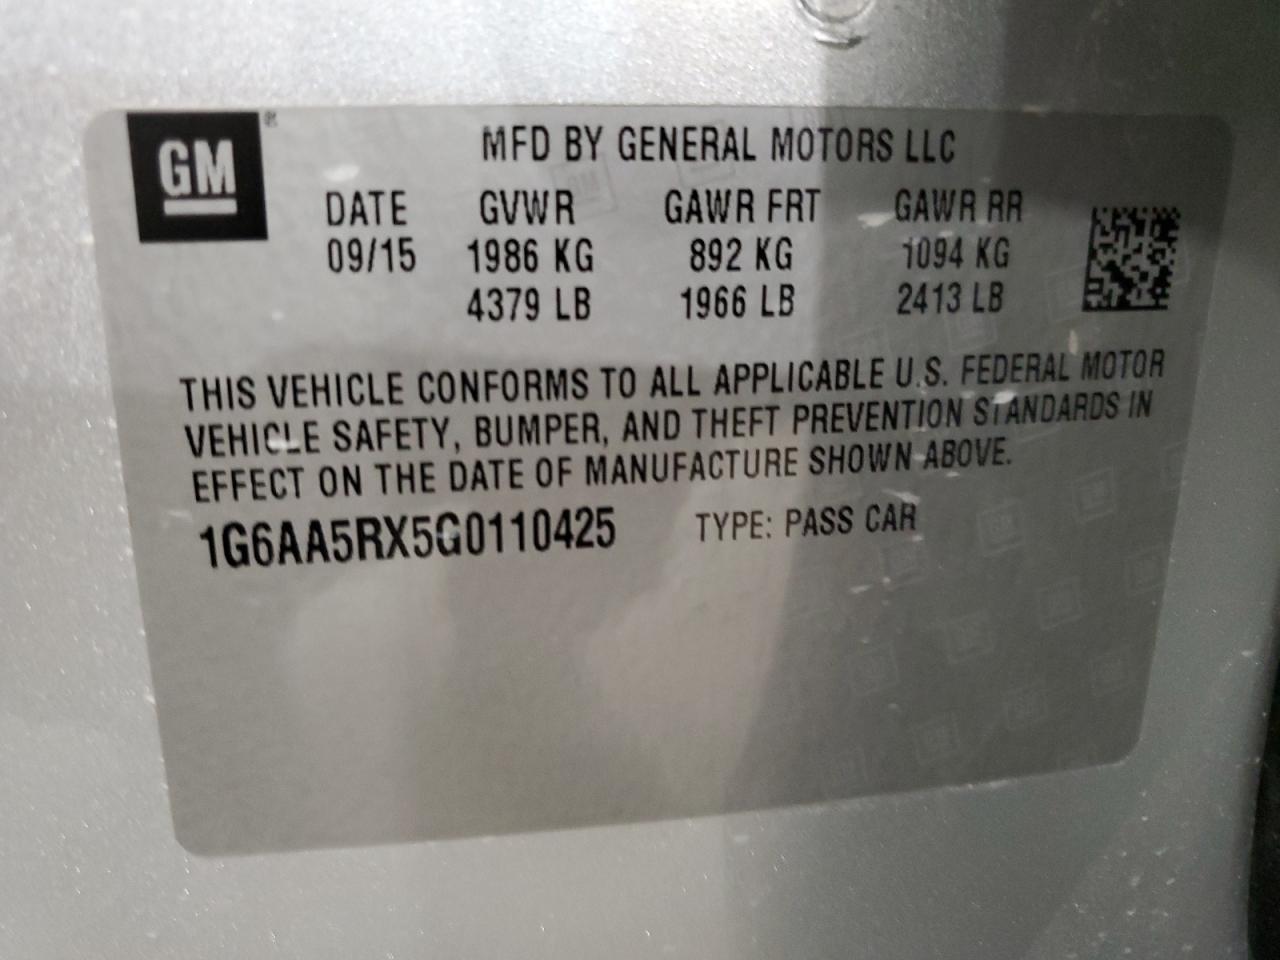 GM ®
MFD BY GENERAL MOTORS LLC
DATE GVWR GAWR FRT GAWR RR
09/15 1986 KG 892 KG 1094 KG
4379 LB 1966 LB 2413 LB
THIS VEHICLE CONFORMS TO ALL APPLICABLE U.S. FEDERAL MOTOR
VEHICLE SAFETY, BUMPER, AND THEFT PREVENTION STANDARDS IN
EFFECT ON THE DATE OF MANUFACTURE SHOWN ABOVE.
1G6AA5RX5G0110425 TYPE: PASS CAR